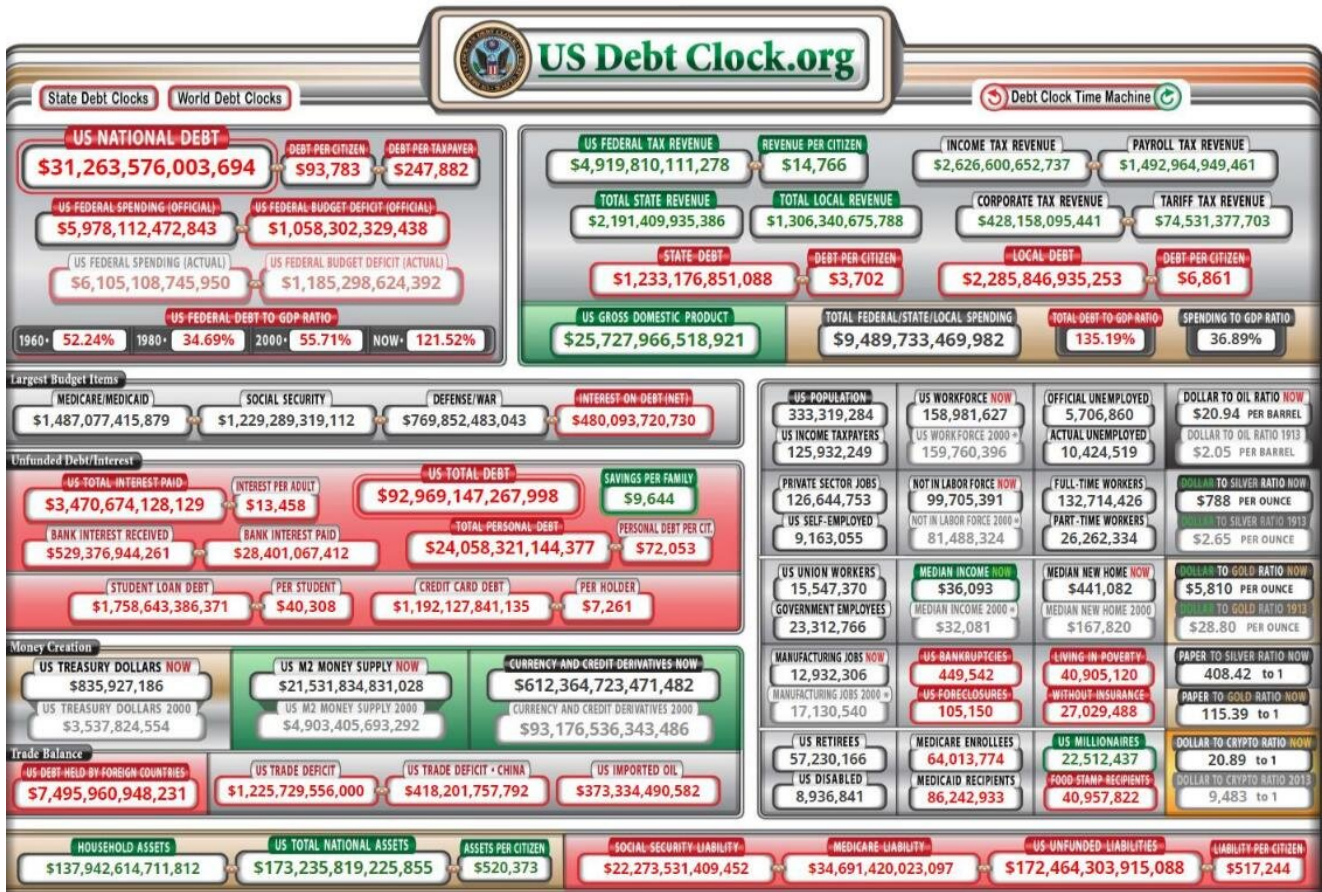 US Debt Clock.org
State Debt Clocks
World Debt Clocks
Debt Clock Time Machine
US NATIONAL DEBT
$31,263,576,003,694
DEBT PER CITIZEN
$93,783
DEBT PER TAXPAYER
$247,882
US FEDERAL SPENDING (OFFICIAL)
$5,978,112,472,843
US FEDERAL BUDGET DEFICIT (OFFICIAL)
$1,058,302,329,438
US FEDERAL SPENDING (ACTUAL)
$6,105,108,745,950
US FEDERAL BUDGET DEFICIT (ACTUAL)
$1,185,298,624,392
US FEDERAL DEBT TO GDP RATIO
1960• 52.24% 1980• 34.69% 2000• 55.71% NOW• 121.52%
US FEDERAL TAX REVENUE
$4,919,810,111,278
REVENUE PER CITIZEN
$14,766
INCOME TAX REVENUE
$2,626,600,652,737
PAYROLL TAX REVENUE
$1,492,964,949,461
TOTAL STATE REVENUE
$2,191,409,935,386
TOTAL LOCAL REVENUE
$1,306,340,675,788
CORPORATE TAX REVENUE
$428,158,095,441
TARIFF TAX REVENUE
$74,531,377,703
STATE DEBT
$1,233,176,851,088
DEBT PER CITIZEN
$3,702
LOCAL DEBT
$2,285,846,935,253
DEBT PER CITIZEN
$6,861
US GROSS DOMESTIC PRODUCT
$25,727,966,518,921
TOTAL FEDERAL/STATE/LOCAL SPENDING
$9,489,733,469,982
TOTAL DEBT TO GDP RATIO
135.19%
SPENDING TO GDP RATIO
36.89%
Largest Budget Items
MEDICARE/MEDICAID
$1,487,077,415,879
SOCIAL SECURITY
$1,229,289,319,112
DEFENSE/WAR
$769,852,483,043
INTEREST ON DEBT (NET)
$480,093,720,730
Unfunded Debt/Interest
US TOTAL INTEREST PAID
$3,470,674,128,129
INTEREST PER ADULT
$13,458
US TOTAL DEBT
$92,969,147,267,998
SAVINGS PER FAMILY
$9,644
BANK INTEREST RECEIVED
$529,376,944,261
BANK INTEREST PAID
$28,401,067,412
TOTAL PERSONAL DEBT
$24,058,321,144,377
PERSONAL DEBT PER CIT.
$72,053
STUDENT LOAN DEBT
$1,758,643,386,371
PER STUDENT
$40,308
CREDIT CARD DEBT
$1,192,127,841,135
PER HOLDER
$7,261
Money Creation
US TREASURY DOLLARS NOW
$835,927,186
US TREASURY DOLLARS 2000
$3,537,824,554
US M2 MONEY SUPPLY NOW
$21,531,834,831,028
US M2 MONEY SUPPLY 2000
$4,903,405,693,292
CURRENCY AND CREDIT DERIVATIVES NOW
$612,364,723,471,482
CURRENCY AND CREDIT DERIVATIVES 2000
$93,176,536,343,486
Trade Balance
US DEBT HELD BY FOREIGN COUNTRIES
$7,495,960,948,231
US TRADE DEFICIT
$1,225,729,556,000
US TRADE DEFICIT • CHINA
$418,201,757,792
US IMPORTED OIL
$373,334,490,582
US POPULATION
333,319,284
US WORKFORCE NOW
158,981,627
OFFICIAL UNEMPLOYED
5,706,860
DOLLAR TO OIL RATIO NOW
$20.94 PER BARREL
US INCOME TAXPAYERS
125,932,249
US WORKFORCE 2000
159,760,396
ACTUAL UNEMPLOYED
10,424,519
DOLLAR TO OIL RATIO 1913
$2.05 PER BARREL
PRIVATE SECTOR JOBS
126,644,753
NOT IN LABOR FORCE NOW
99,705,391
FULL-TIME WORKERS
132,714,426
DOLLAR TO SILVER RATIO NOW
$788 PER OUNCE
US SELF-EMPLOYED
9,163,055
NOT IN LABOR FORCE 2000
81,488,324
PART-TIME WORKERS
26,262,334
DOLLAR TO SILVER RATIO 1913
$2.65 PER OUNCE
US UNION WORKERS
15,547,370
MEDIAN INCOME NOW
$36,093
MEDIAN NEW HOME NOW
$441,082
DOLLAR TO GOLD RATIO NOW
$5,810 PER OUNCE
GOVERNMENT EMPLOYEES
23,312,766
MEDIAN INCOME 2000
$32,081
MEDIAN NEW HOME 2000
$167,820
DOLLAR TO GOLD RATIO 1913
$28.80 PER OUNCE
MANUFACTURING JOBS NOW
12,932,306
US BANKRUPTCIES
449,542
LIVING IN POVERTY
40,905,120
PAPER TO SILVER RATIO NOW
408.42 to 1
MANUFACTURING JOBS 2000
17,130,540
US FORECLOSURES
105,150
WITHOUT INSURANCE
27,029,488
PAPER TO GOLD RATIO NOW
115.39 to 1
US RETIREES
57,230,166
MEDICARE ENROLLEES
64,013,774
US MILLIONAIRES
22,512,437
DOLLAR TO CRYPTO RATIO NOW
20.89 to 1
US DISABLED
8,936,841
MEDICAID RECIPIENTS
86,242,933
FOOD STAMP RECIPIENTS
40,957,822
DOLLAR TO CRYPTO RATIO 2013
9,483 to 1
HOUSEHOLD ASSETS
$137,942,614,711,812
US TOTAL NATIONAL ASSETS
$173,235,819,225,855
ASSETS PER CITIZEN
$520,373
SOCIAL SECURITY LIABILITY
$22,273,531,409,452
MEDICARE LIABILITY
$34,691,420,023,097
US UNFUNDED LIABILITIES
$172,464,303,915,088
LIABILITY PER CITIZEN
$517,244